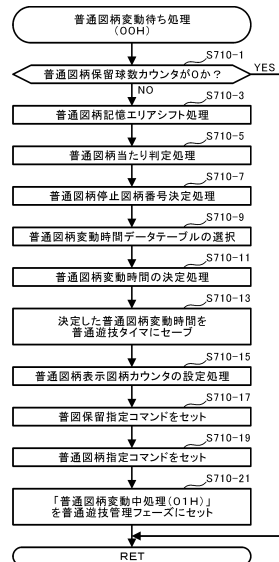 普通図柄変動待ち処理
(00H)
S710-1
普通図柄保留球数カウンタが0か?
YES
NO
S710-3
普通図柄記憶エリアシフト処理
S710-5
普通図柄当たり判定処理
S710-7
普通図柄停止図柄番号決定処理
S710-9
普通図柄変動時間データテーブルの選択
S710-11
普通図柄変動時間の決定処理
S710-13
決定した普通図柄変動時間を
普通遊技タイマにセーブ
S710-15
普通図柄表示図柄カウンタの設定処理
S710-17
普図保留指定コマンドをセット
S710-19
普通図柄指定コマンドをセット
S710-21
「普通図柄変動中処理(01H)」
を普通遊技管理フェーズにセット
RET